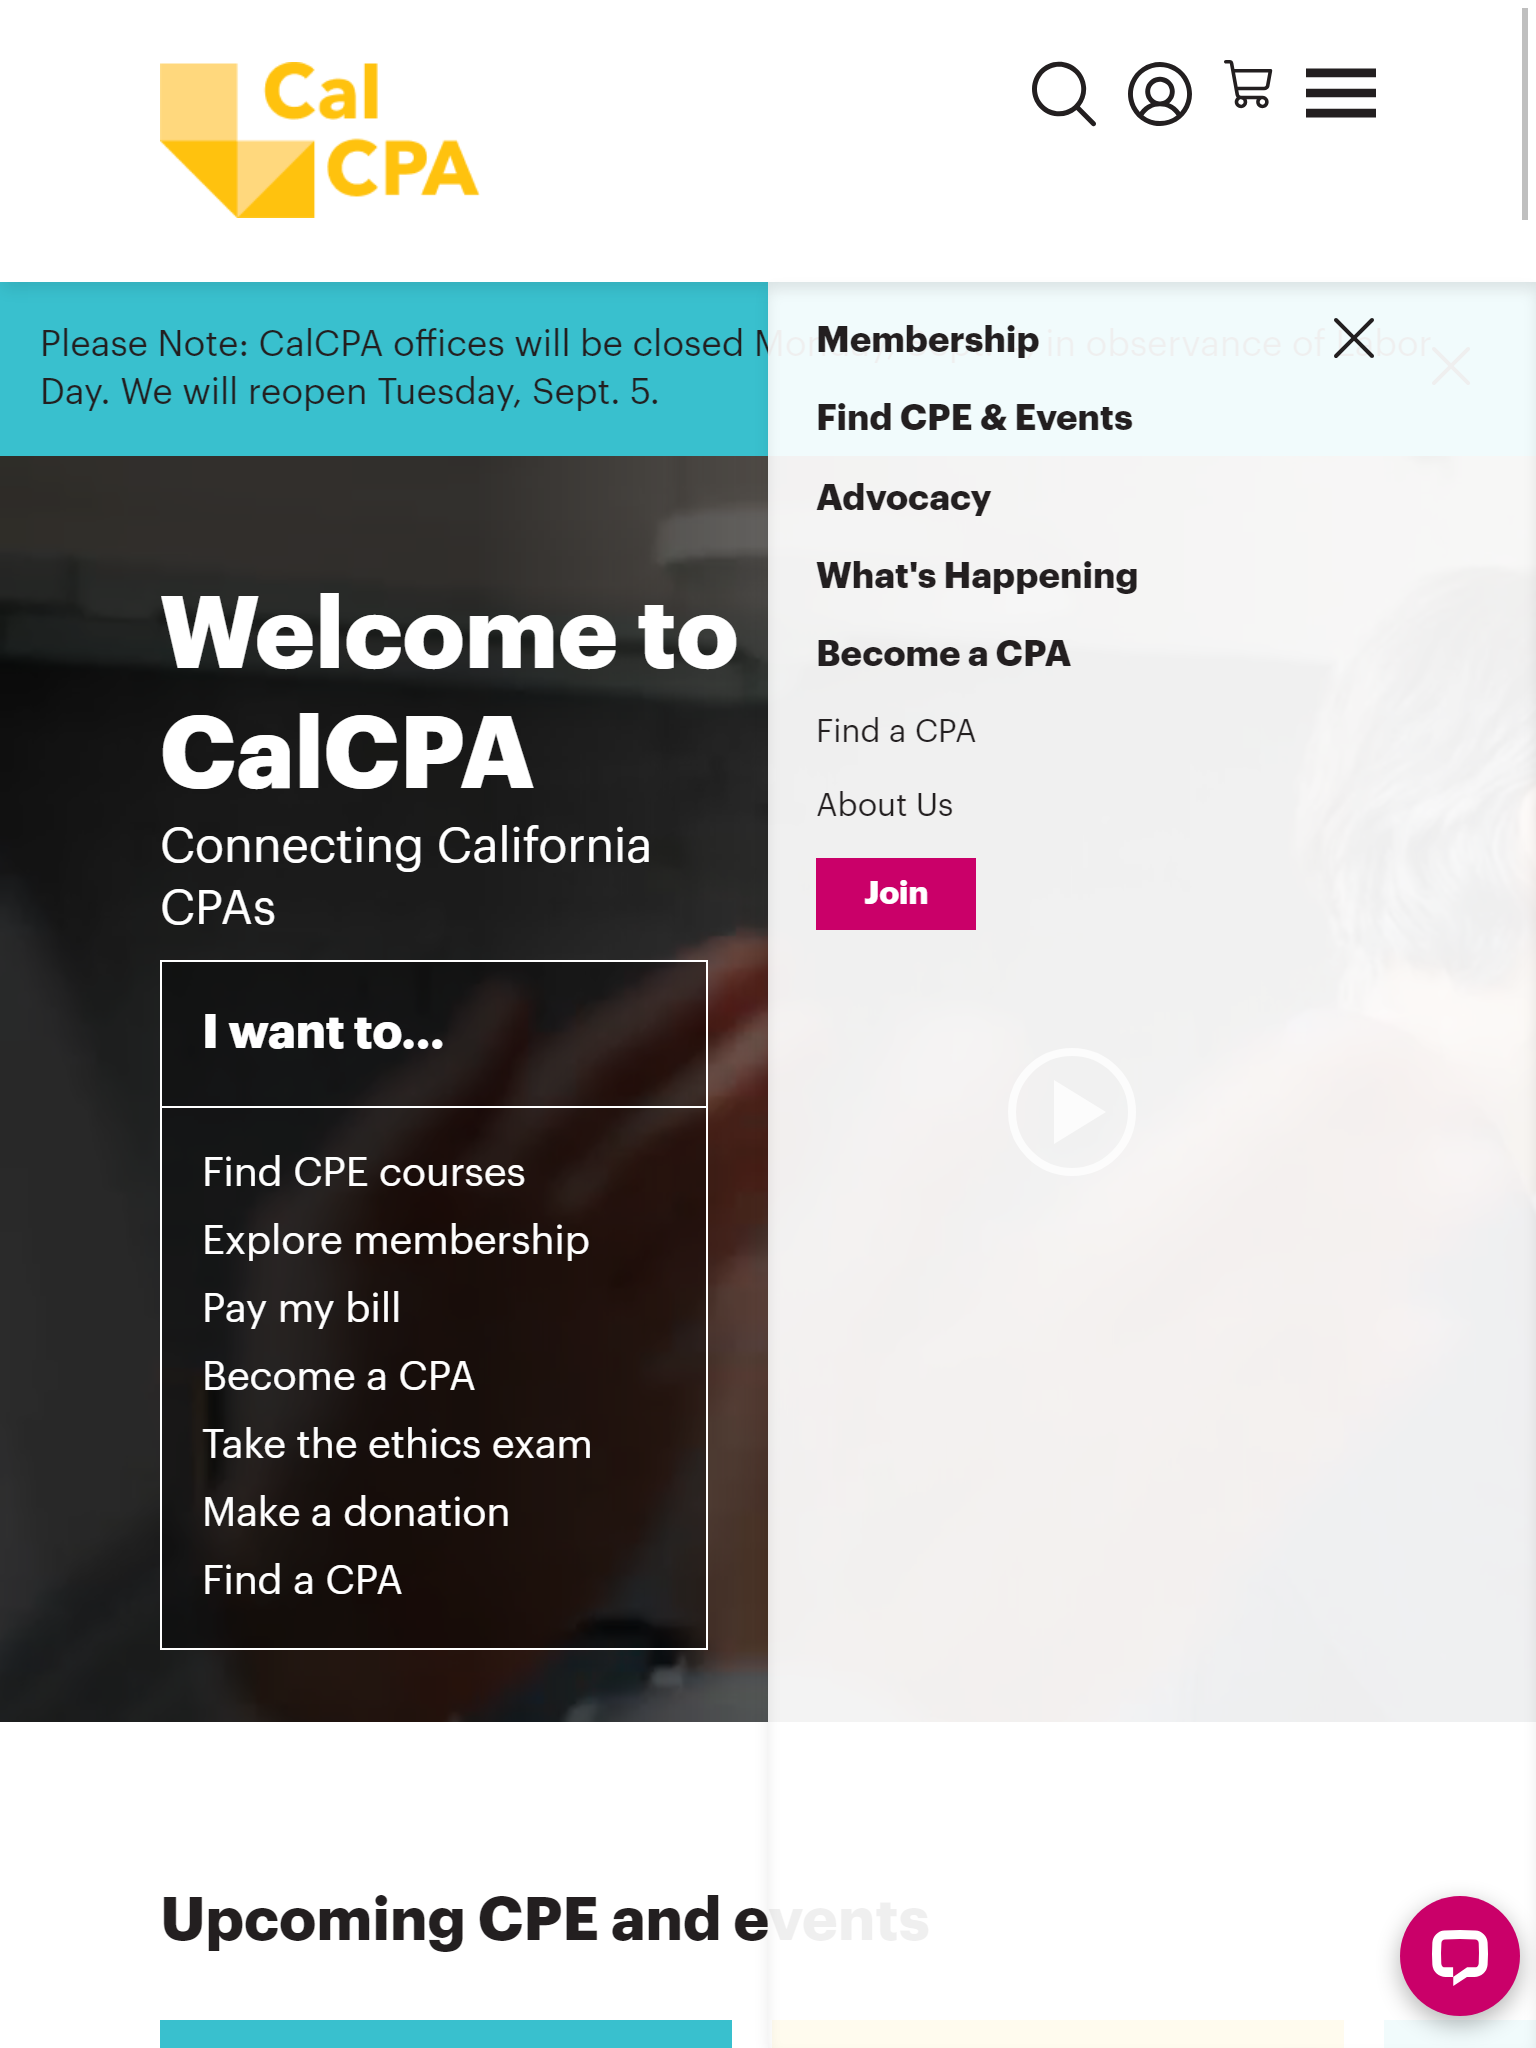 Cal
CPA
Please Note: CalCPA offices will be closed in observance of Labor
Day. We will reopen Tuesday, Sept. 5.
Membership
Find CPE & Events
Advocacy
What's Happening
Become a CPA
Find a CPA
About Us
Join
Welcome to
CalCPA
Connecting California
CPAs
I want to...
Find CPE courses
Explore membership
Pay my bill
Become a CPA
Take the ethics exam
Make a donation
Find a CPA
Upcoming CPE and events